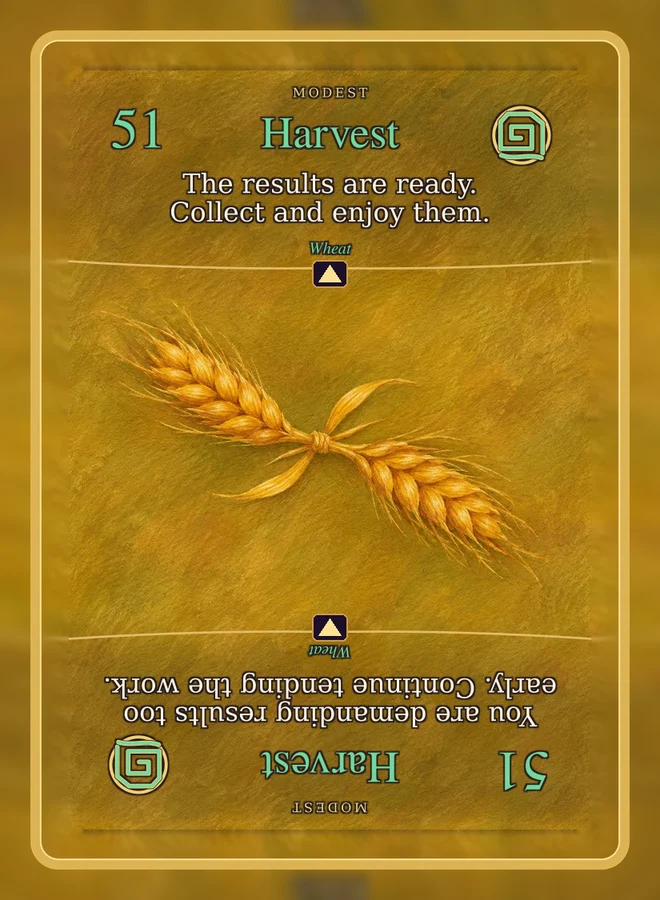 MODEST
51 Harvest
The results are ready.
Collect and enjoy them.
Wheat
Wheat
You are demanding results too
early. Continue tending the work.
51 Harvest
MODEST